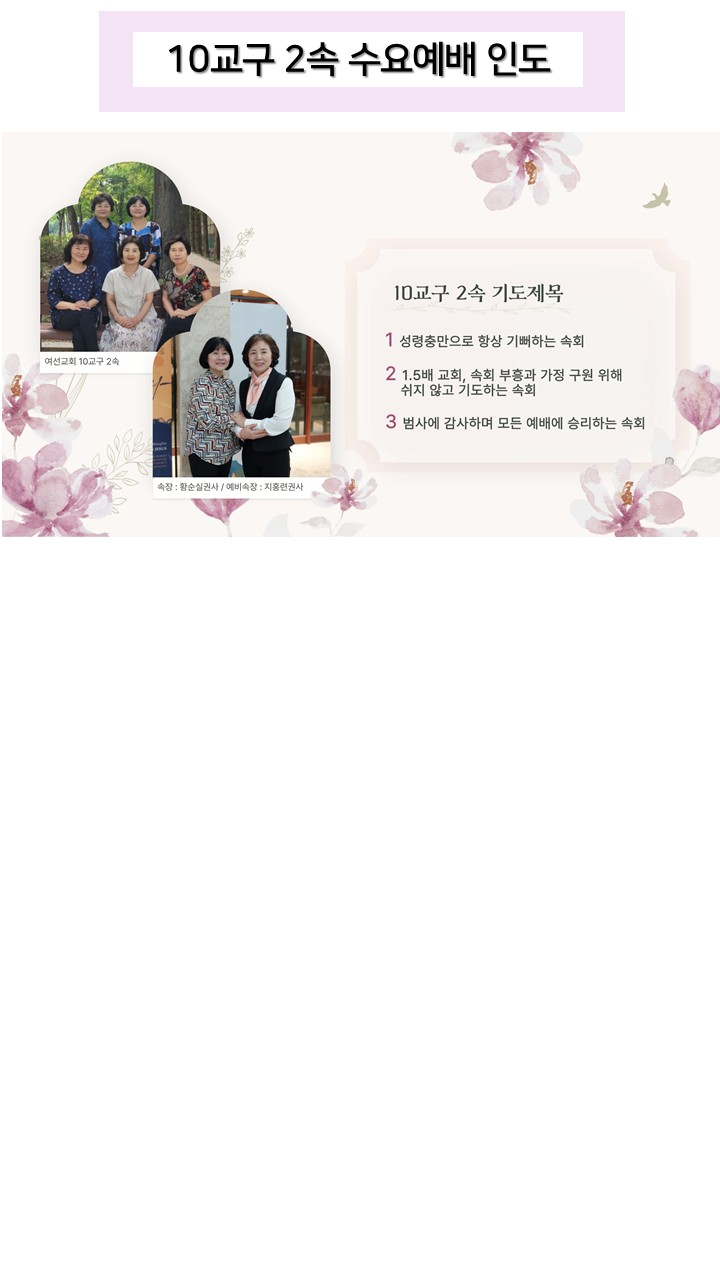 10교구 2속 수요예배 인도
여선교회 10교구 2속
속장 : 황순실권사 / 예비속장 : 지홍련권사
10교구 2속 기도제목
1 성령충만으로 항상 기뻐하는 속회
2 1.5배 교회, 속회 부흥과 가정 구원 위해
쉬지 않고 기도하는 속회
3 범사에 감사하며 모든 예배에 승리하는 속회